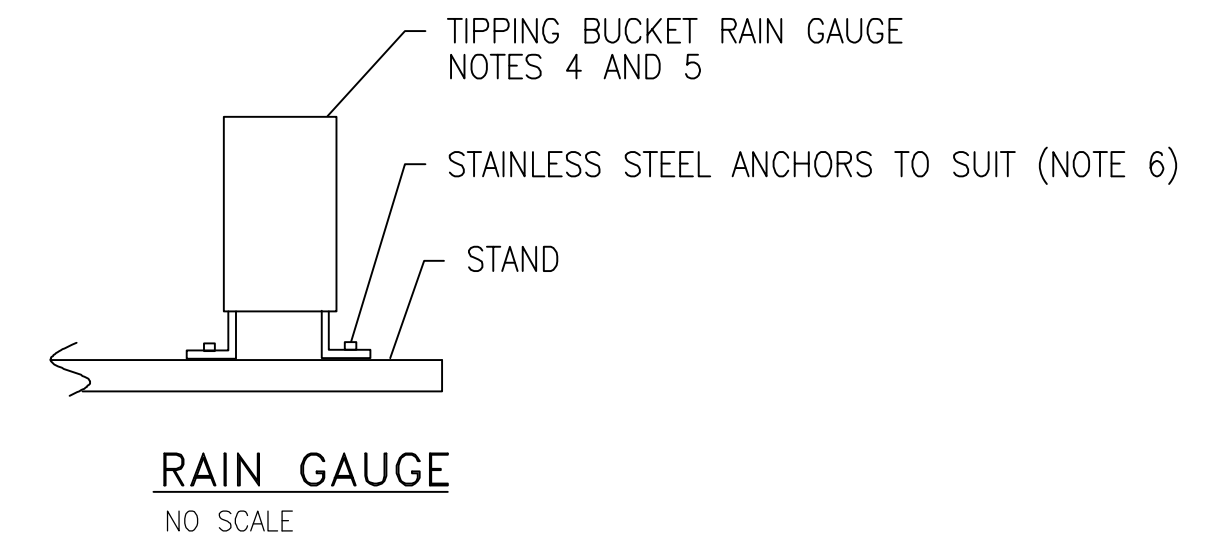 TIPPING BUCKET RAIN GAUGE
NOTES 4 AND 5
STAINLESS STEEL ANCHORS TO SUIT (NOTE 6)
STAND
RAIN GAUGE
NO SCALE